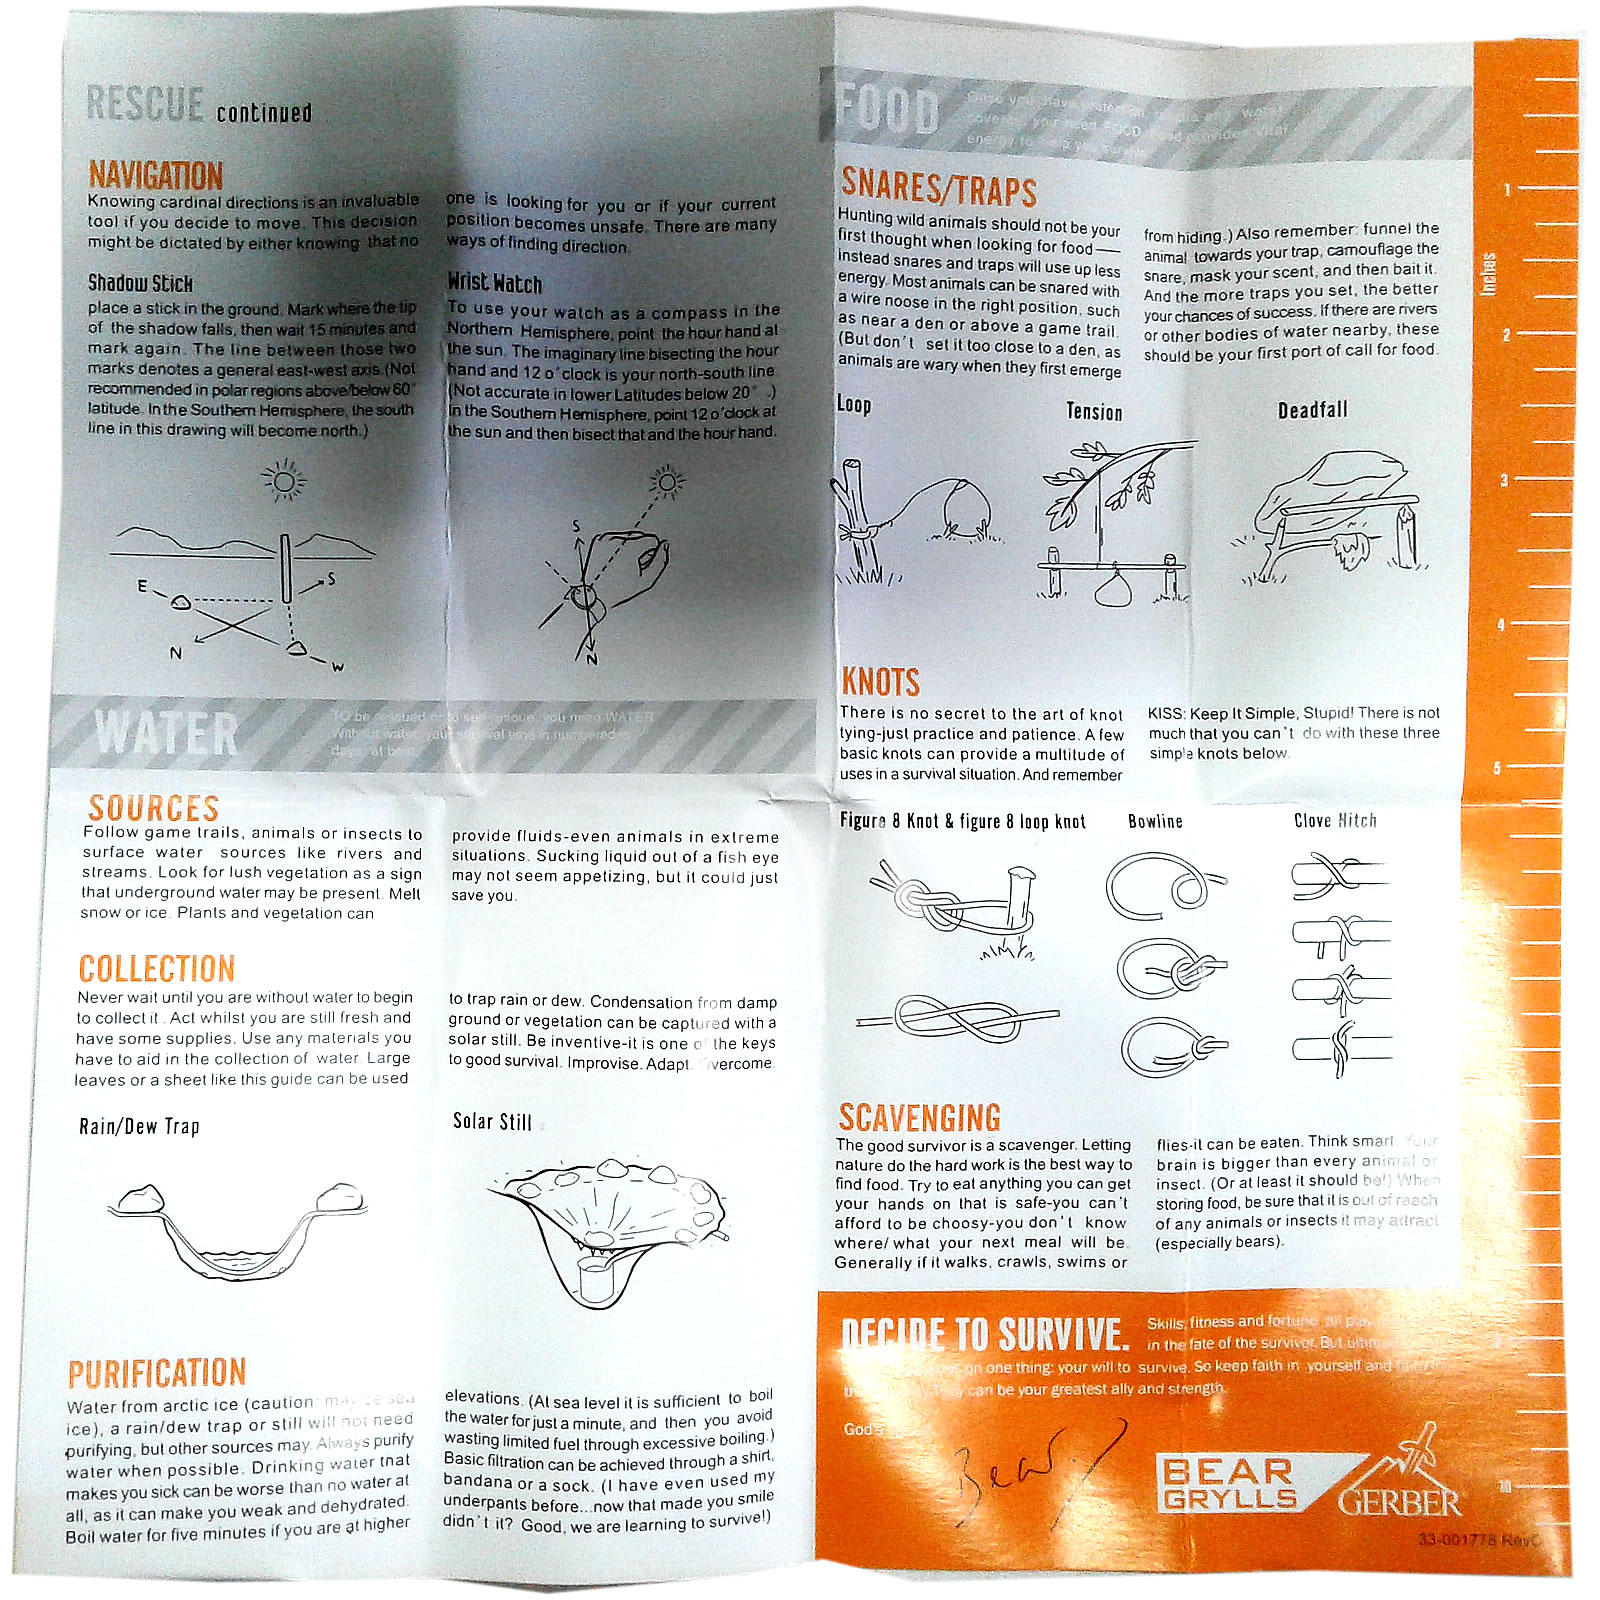 RESCUE continued
NAVIGATION
Knowing cardinal directions is an invaluable
tool if you decide to move. This decision
might be dictated by either knowing that no
one is looking for you or if your current
position becomes unsafe. There are many
ways of finding direction.
Shadow Stick
place a stick in the ground. Mark where the tip
of the shadow falls, then wait 15 minutes and
mark again. The line between those two
marks denotes a general east-west axis.(Not
recommended in polar regions above/below 60°
latitude. In the Southern Hemisphere, the south
line in this drawing will become north.)
Wrist Watch
To use your watch as a compass in the
Northern Hemisphere, point the hour hand at
the sun. The imaginary line bisecting the hour
hand and 12 o'clock is your north-south line.
(Not accurate in lower Latitudes below 20° .)
In the Southern Hemisphere, point 12 o'clock at
the sun and then bisect that and the hour hand.
E
S
N
W
S
N
WATER
TO be rescued or to self-rescue, you need WATER.
Without water, your survival time in numbered is
days, at best.
SOURCES
Follow game trails, animals or insects to
surface water sources like rivers and
streams. Look for lush vegetation as a sign
that underground water may be present. Melt
snow or ice. Plants and vegetation can
provide fluids-even animals in extreme
situations. Sucking liquid out of a fish eye
may not seem appetizing, but it could just
save you.
COLLECTION
Never wait until you are without water to begin
to collect it . Act whilst you are still fresh and
have some supplies. Use any materials you
have to aid in the collection of water. Large
leaves or a sheet like this guide can be used
to trap rain or dew. Condensation from damp
ground or vegetation can be captured with a
solar still. Be inventive-it is one of the keys
to good survival. Improvise. Adapt. Overcome.
Rain/Dew Trap
Solar Still
PURIFICATION
Water from arctic ice (caution: may be sea
ice), a rain/dew trap or still will not need
purifying, but other sources may. Always purify
water when possible. Drinking water that
makes you sick can be worse than no water at
all, as it can make you weak and dehydrated.
Boil water for five minutes if you are at higher
elevations. (At sea level it is sufficient to boil
the water for just a minute, and then you avoid
wasting limited fuel through excessive boiling.)
Basic filtration can be achieved through a shirt,
bandana or a sock. (I have even used my
underpants before...now that made you smile
didn't it? Good, we are learning to survive!)
FOOD
Once you have protection, rescue and water
covered, you need FOOD. Food provides vital
energy to help you survive.
SNARES/TRAPS
Hunting wild animals should not be your
first thought when looking for food—
instead snares and traps will use up less
energy. Most animals can be snared with
a wire noose in the right position, such
as near a den or above a game trail.
(But don't set it too close to a den, as
animals are wary when they first emerge
from hiding.) Also remember: funnel the
animal towards your trap, camouflage the
snare, mask your scent, and then bait it.
And the more traps you set, the better
your chances of success. If there are rivers
or other bodies of water nearby, these
should be your first port of call for food.
Loop
Tension
Deadfall
KNOTS
There is no secret to the art of knot
tying-just practice and patience. A few
basic knots can provide a multitude of
uses in a survival situation. And remember
KISS: Keep It Simple, Stupid! There is not
much that you can't do with these three
simple knots below.
Figure 8 Knot & figure 8 loop knot
Bowline
Clove Hitch
SCAVENGING
The good survivor is a scavenger. Letting
nature do the hard work is the best way to
find food. Try to eat anything you can get
your hands on that is safe-you can't
afford to be choosy-you don't know
where/ what your next meal will be.
Generally if it walks, crawls, swims or
flies-it can be eaten. Think smart. Your
brain is bigger than every animal or
insect. (Or at least it should be!) When
storing food, be sure that it is out of reach
of any animals or insects it may attract
(especially bears).
DECIDE TO SURVIVE.
Skills, fitness and fortune all play
in the fate of the survivor. But
on one thing: your will to survive. So keep faith in yourself and
can be your greatest ally and strength.
God's
Bear
BEAR
GRYLLS
GERBER
33-001778 RevC
Inches
1
2
3
4
5
10